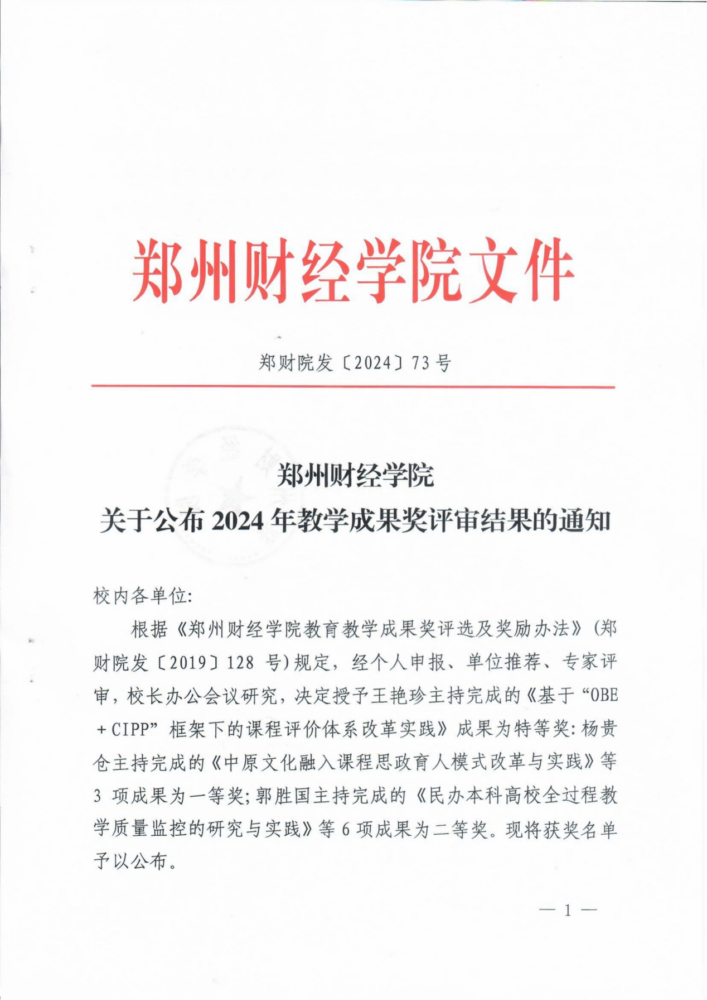 郑州财经学院文件
郑财院发〔2024〕73号
郑州财经学院
关于公布2024年教学成果奖评审结果的通知
校内各单位:
根据《郑州财经学院教育教学成果奖评选及奖励办法》(郑
财院发〔2019〕128 号)规定，经个人申报、单位推荐、专家评
审，校长办公会议研究，决定授予王艳珍主持完成的《基于“OBE
+CIPP”框架下的课程评价体系改革实践》成果为特等奖:杨贵
仓主持完成的《中原文化融入课程思政育人模式改革与实践》等
3 项成果为一等奖;郭胜国主持完成的《民办本科高校全过程教
学质量监控的研究与实践》等6项成果为二等奖。现将获奖名单
予以公布。
— 1 —